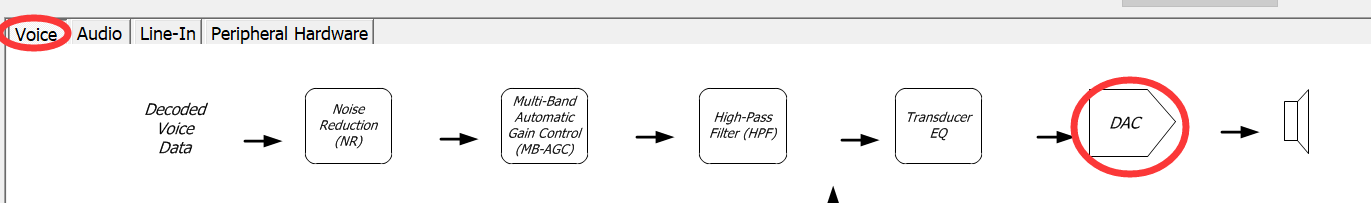 Voice Audio Line-In Peripheral Hardware
Decoded
Voice
Data
Noise
Reduction
(NR)
Multi-Band
Automatic
Gain Control
(MB-AGC)
High-Pass
Filter (HPF)
Transducer
EQ
DAC